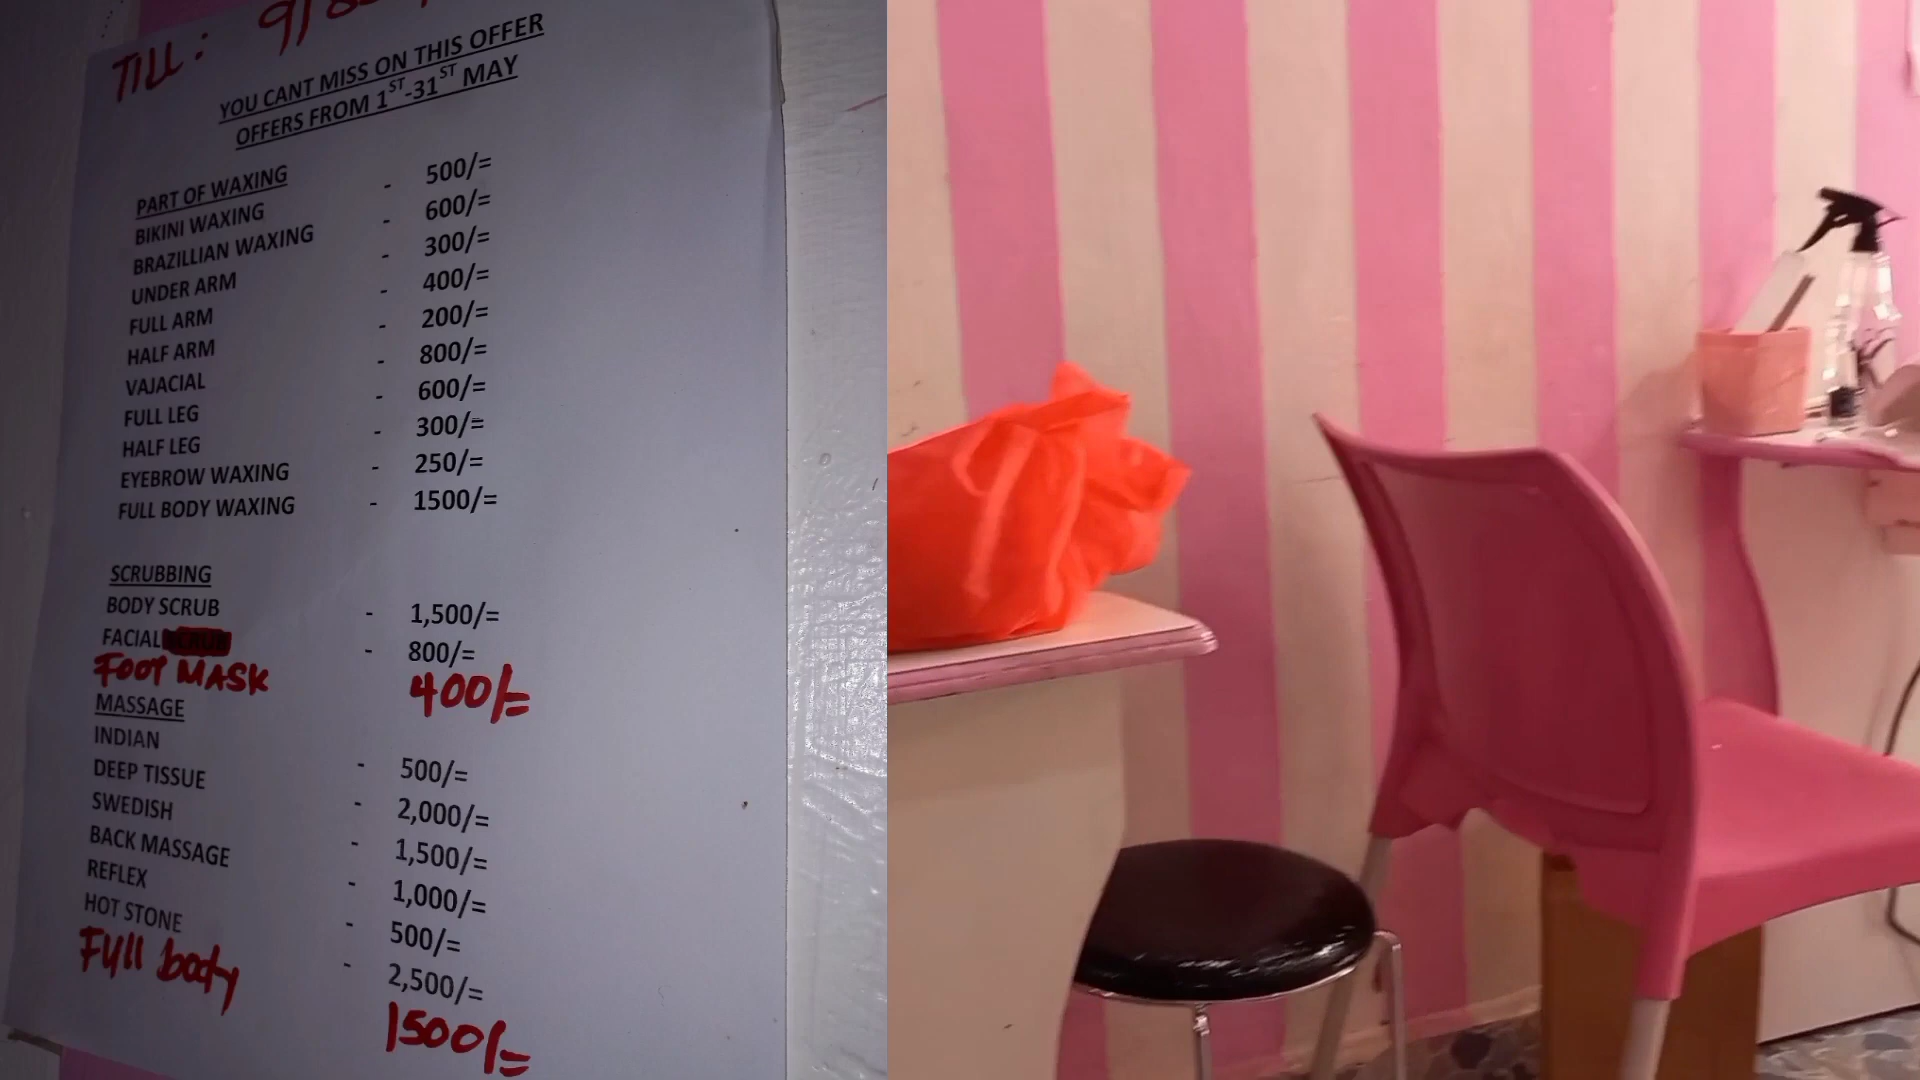 TILL:
YOU CANT MISS ON THIS OFFER
OFFERS FROM 1ST-31ST MAY
PART OF WAXING
BIKINI WAXING - 500/=
BRAZILLIAN WAXING - 600/=
UNDER ARM - 300/=
FULL ARM - 400/=
HALF ARM - 200/=
VAJACIAL - 800/=
FULL LEG - 600/=
HALF LEG - 300/=
EYEBROW WAXING - 250/=
FULL BODY WAXING - 1500/=
SCRUBBING
BODY SCRUB - 1,500/=
FACIAL - 800/=
FOOT MASK 400/=
MASSAGE
INDIAN - 500/=
DEEP TISSUE - 2,000/=
SWEDISH - 1,500/=
BACK MASSAGE - 1,000/=
REFLEX - 500/=
HOT STONE - 2,500/=
Full body 1500/=